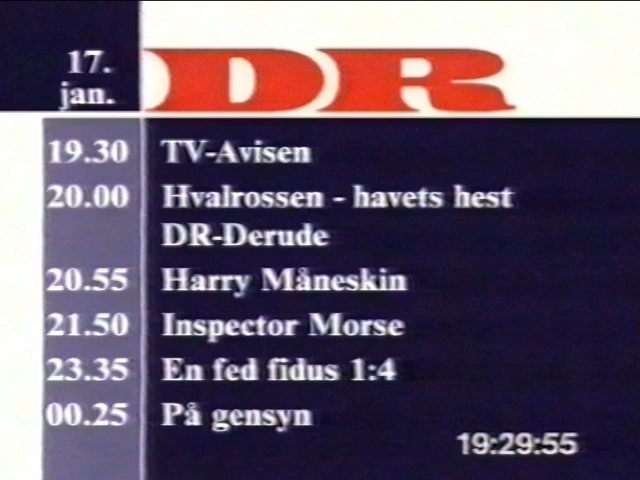 17.
jan.
DR
19.30 TV-Avisen
20.00 Hvalrossen - havets hest
DR-Derude
20.55 Harry Måneskin
21.50 Inspector Morse
23.35 En fed fidus 1:4
00.25 På gensyn
19:29:55